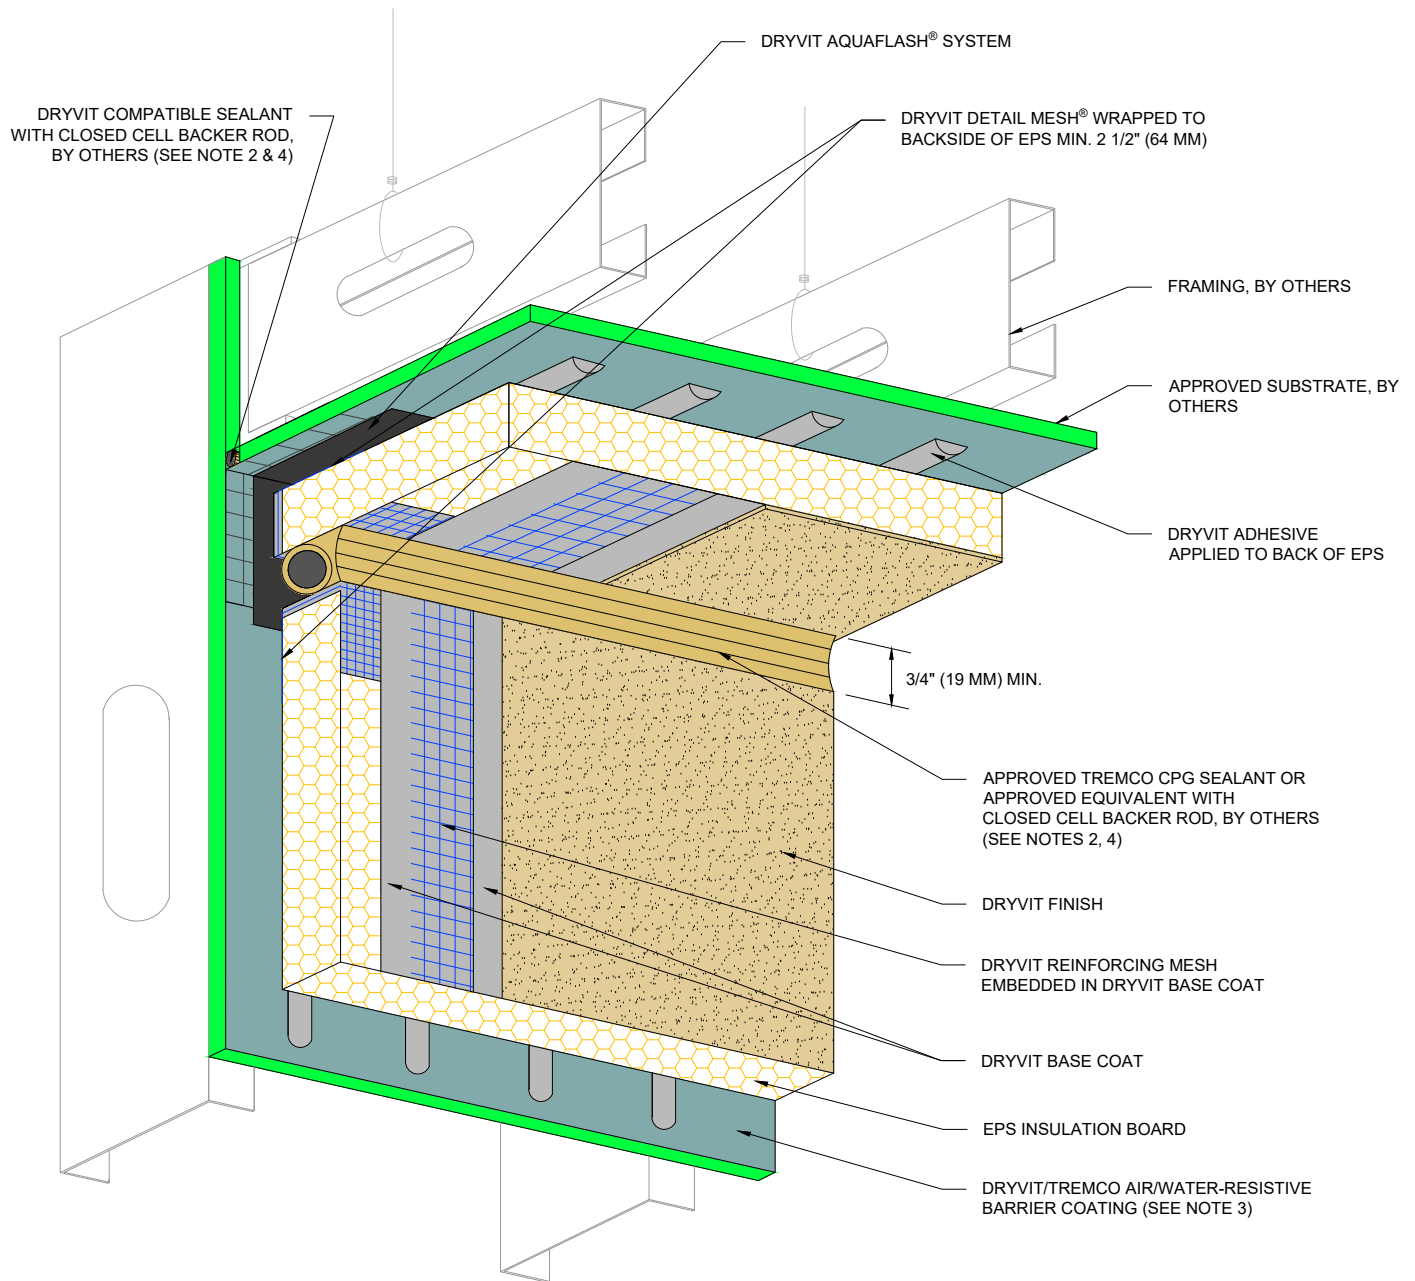 DRYVIT AQUAFLASH® SYSTEM
DRYVIT COMPATIBLE SEALANT
WITH CLOSED CELL BACKER ROD,
BY OTHERS (SEE NOTE 2 & 4)
DRYVIT DETAIL MESH® WRAPPED TO
BACKSIDE OF EPS MIN. 2 1/2" (64 MM)
FRAMING, BY OTHERS
APPROVED SUBSTRATE, BY
OTHERS
DRYVIT ADHESIVE
APPLIED TO BACK OF EPS
3/4" (19 MM) MIN.
APPROVED TREMCO CPG SEALANT OR
APPROVED EQUIVALENT WITH
CLOSED CELL BACKER ROD, BY OTHERS
(SEE NOTES 2, 4)
DRYVIT FINISH
DRYVIT REINFORCING MESH
EMBEDDED IN DRYVIT BASE COAT
DRYVIT BASE COAT
EPS INSULATION BOARD
DRYVIT/TREMCO AIR/WATER-RESISTIVE
BARRIER COATING (SEE NOTE 3)